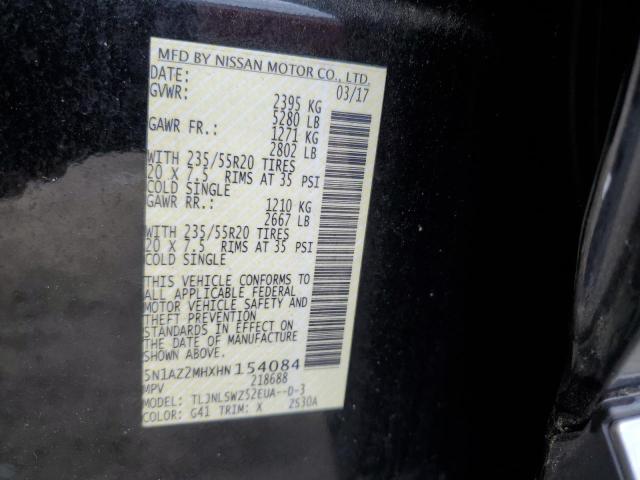 MFD BY NISSAN MOTOR CO., LTD.
DATE: 03/17
GVWR: 2395 KG
5280 LB
GAWR FR.: 1271 KG
2802 LB
WITH 235/55R20 TIRES
20 X 7.5 RIMS AT 35 PSI
COLD SINGLE
GAWR RR.: 1210 KG
2667 LB
WITH 235/55R20 TIRES
20 X 7.5 RIMS AT 35 PSI
COLD SINGLE
THIS VEHICLE CONFORMS TO
ALL APPLICABLE FEDERAL
MOTOR VEHICLE SAFETY AND
THEFT PREVENTION
STANDARDS IN EFFECT ON
THE DATE OF MANUFACTURE
SHOWN ABOVE.
5N1AZ2MHXHN154084
MPV 218688
MODEL: TLJNLSWZ52EUA--D-3
COLOR: G41 TRIM: X 2530A